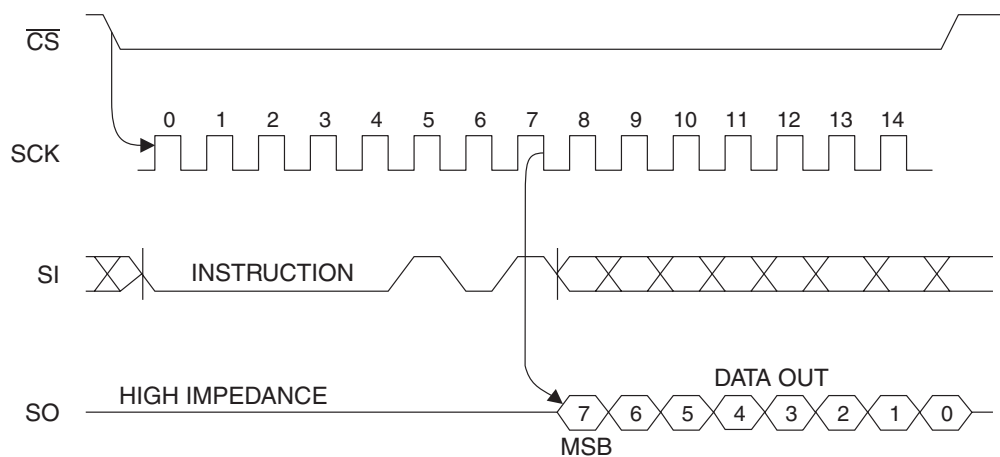 CS
0 1 2 3 4 5 6 7 8 9 10 11 12 13 14
SCK
SI INSTRUCTION
DATA OUT
HIGH IMPEDANCE
SO 7 6 5 4 3 2 1 0
MSB